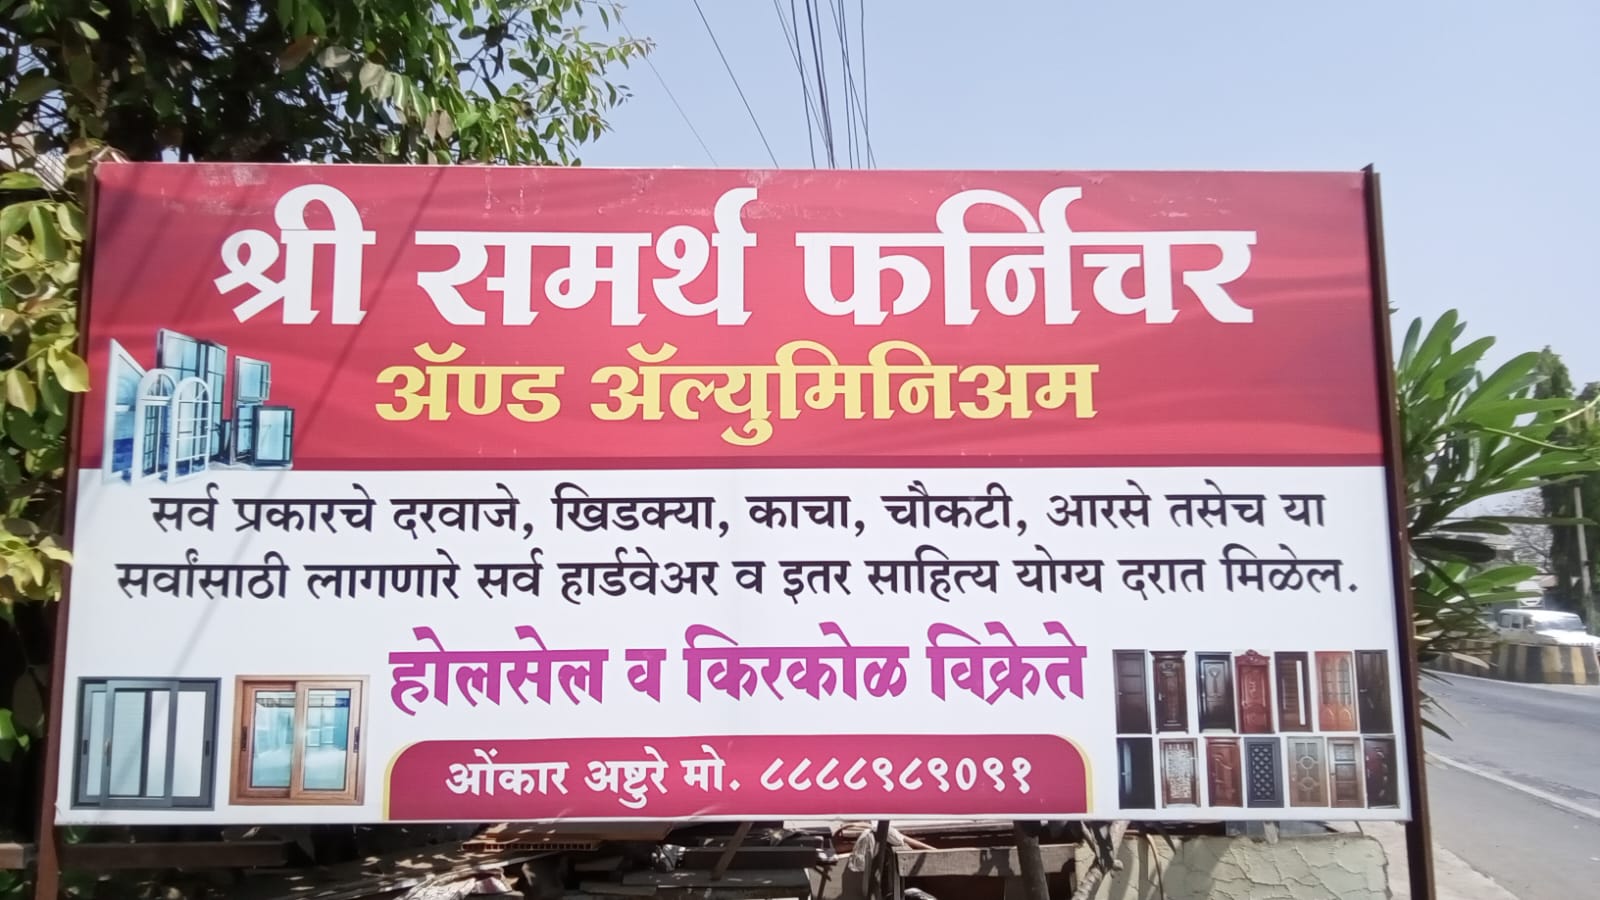 श्री समर्थ फर्निचर
ॲण्ड ॲल्युमिनिअम
सर्व प्रकारचे दरवाजे, खिडक्या, काचा, चौकटी, आरसे तसेच या
सर्वांसाठी लागणारे सर्व हार्डवेअर व इतर साहित्य योग्य दरात मिळेल.
होलसेल व किरकोळ विक्रेते
ओंकार अष्टुरे मो. ८८८८९८९०९१